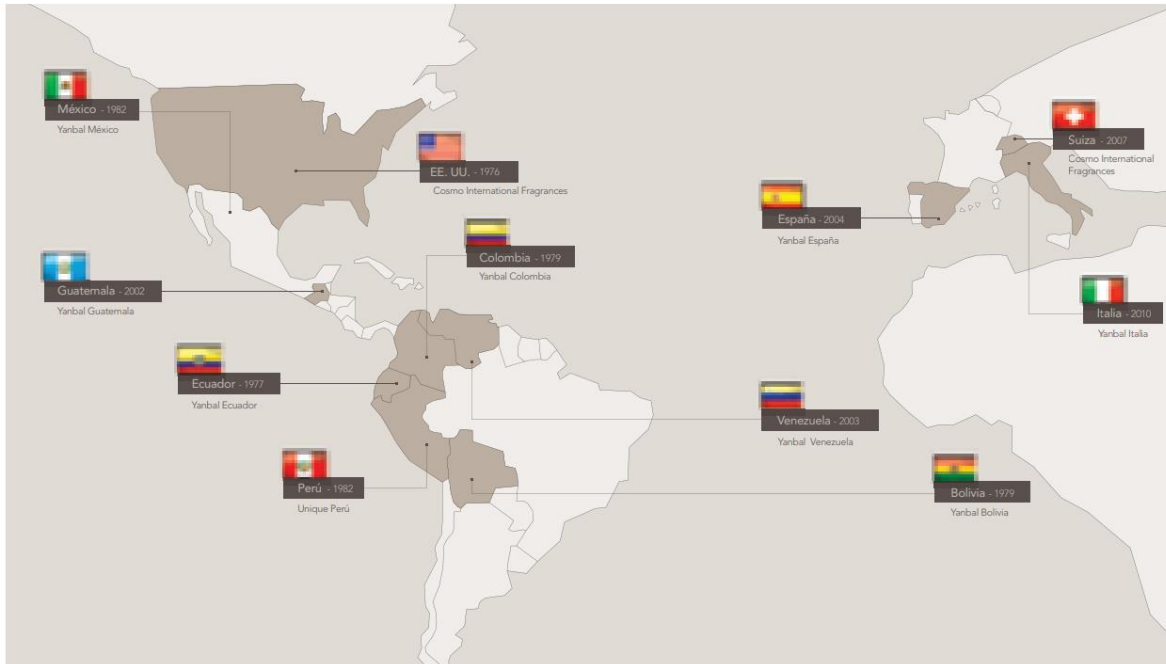 México - 1982
Yanbal México
EE. UU. - 1976
Cosmo International Fragrances
Suiza - 2007
Cosmo International
Fragrances
España - 2004
Yanbal España
Colombia - 1979
Yanbal Colombia
Guatemala - 2002
Yanbal Guatemala
Italia - 2010
Yanbal Italia
Ecuador - 1977
Yanbal Ecuador
Venezuela - 2003
Yanbal Venezuela
Perú - 1982
Unique Perú
Bolivia - 1979
Yanbal Bolivia